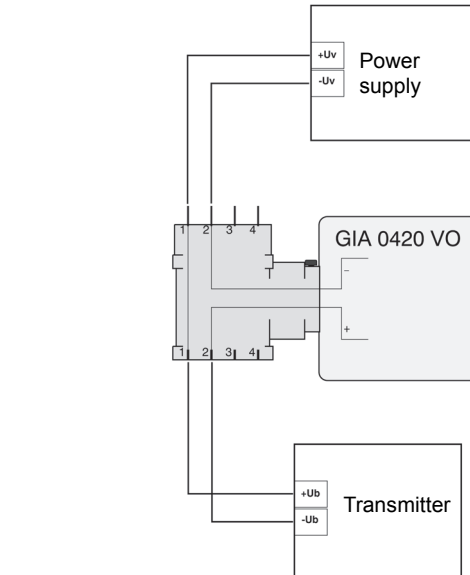 +Uv
Power
-Uv
supply
1 2 3 4
GIA 0420 VO
–
+
1 2 3 4
+Ub
Transmitter
-Ub